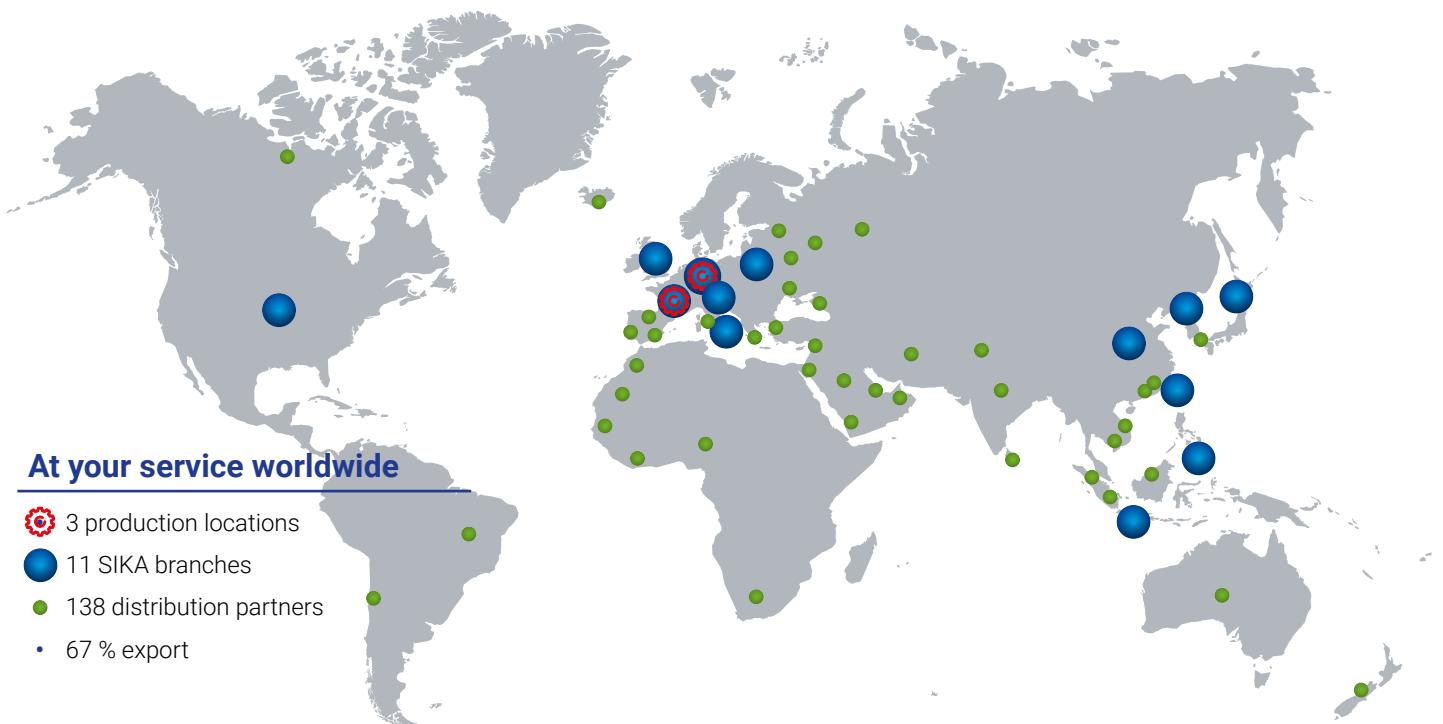 At your service worldwide
3 production locations
11 SIKA branches
138 distribution partners
67 % export